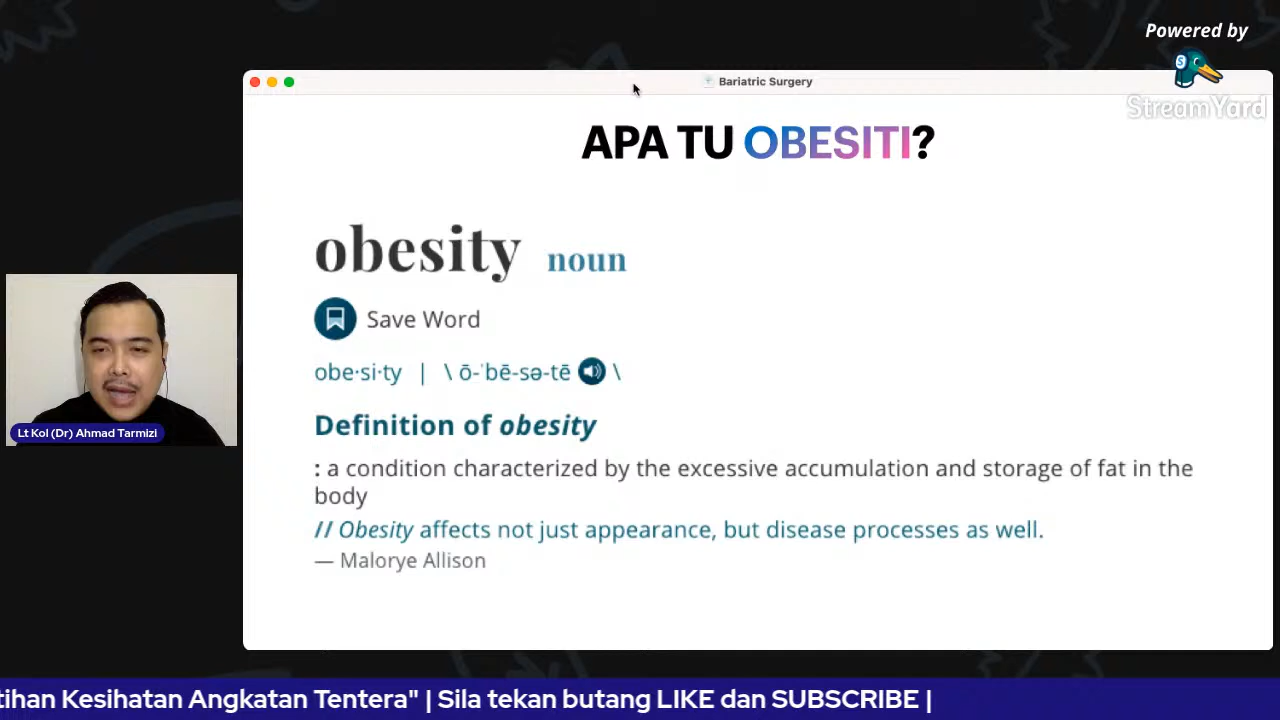 Powered by
StreamYard
Bariatric Surgery
APA TU OBESITI?
obesity noun
Save Word
obe·si·ty | \ ō-ˈbē-sə-tē \
Definition of obesity
: a condition characterized by the excessive accumulation and storage of fat in the
body
// Obesity affects not just appearance, but disease processes as well.
— Malorye Allison
Lt Kol (Dr) Ahmad Tarmizi
tihan Kesihatan Angkatan Tentera" | Sila tekan butang LIKE dan SUBSCRIBE |